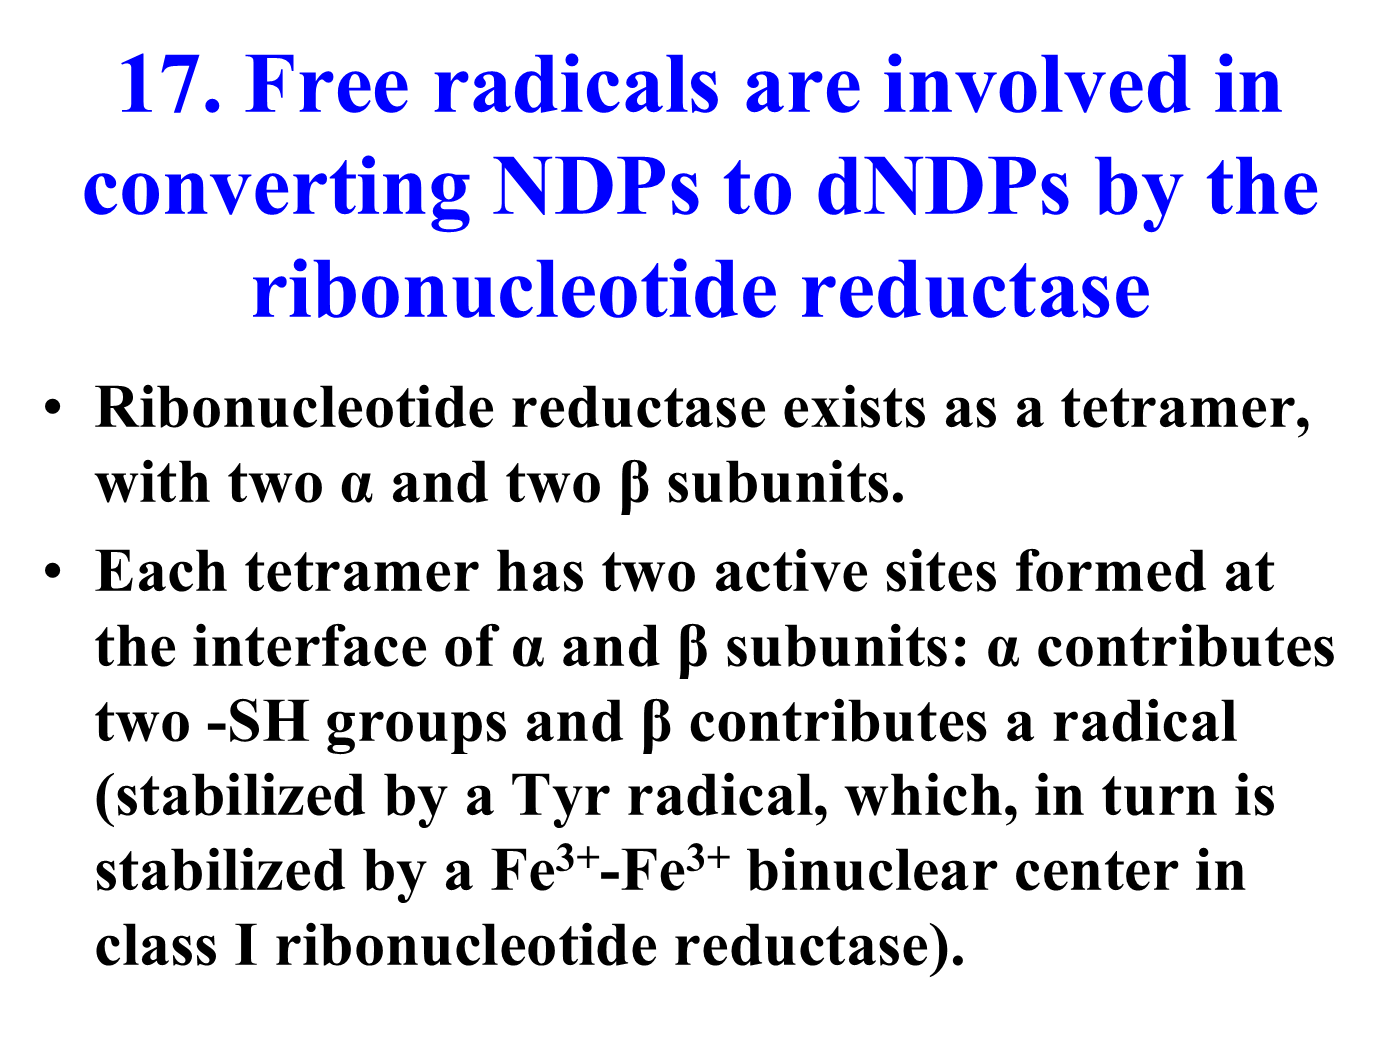 17. Free radicals are involved in
converting NDPs to dNDPs by the
ribonucleotide reductase
• Ribonucleotide reductase exists as a tetramer,
with two α and two β subunits.
• Each tetramer has two active sites formed at
the interface of α and β subunits: α contributes
two -SH groups and β contributes a radical
(stabilized by a Tyr radical, which, in turn is
stabilized by a Fe³⁺-Fe³⁺ binuclear center in
class I ribonucleotide reductase).